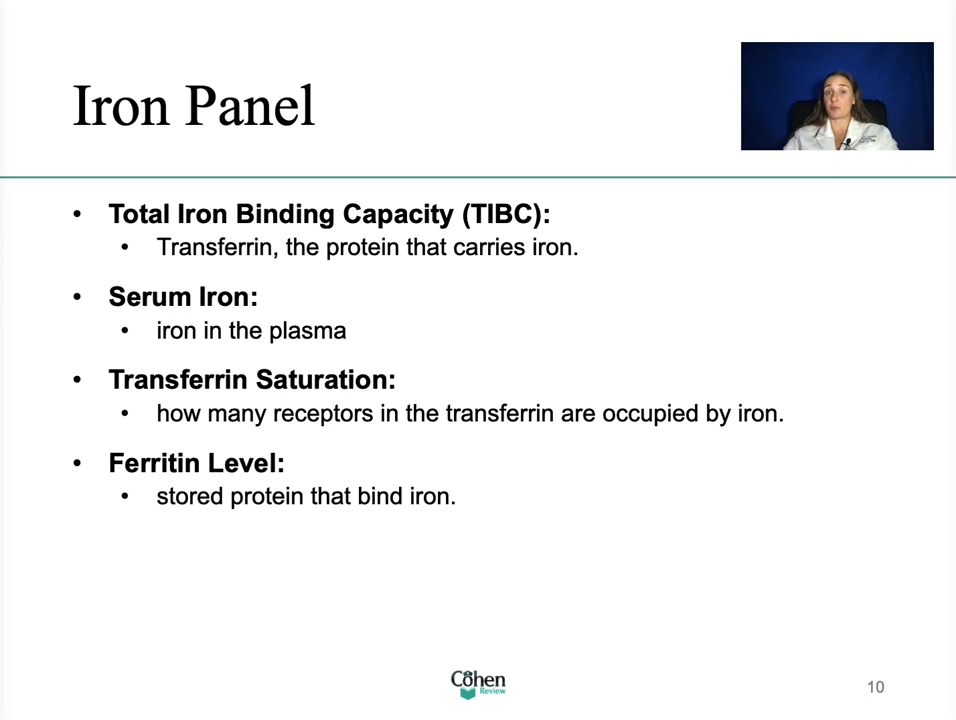 Iron Panel
• Total Iron Binding Capacity (TIBC):
• Transferrin, the protein that carries iron.
• Serum Iron:
• iron in the plasma
• Transferrin Saturation:
• how many receptors in the transferrin are occupied by iron.
• Ferritin Level:
• stored protein that bind iron.
Cohen
Review
10